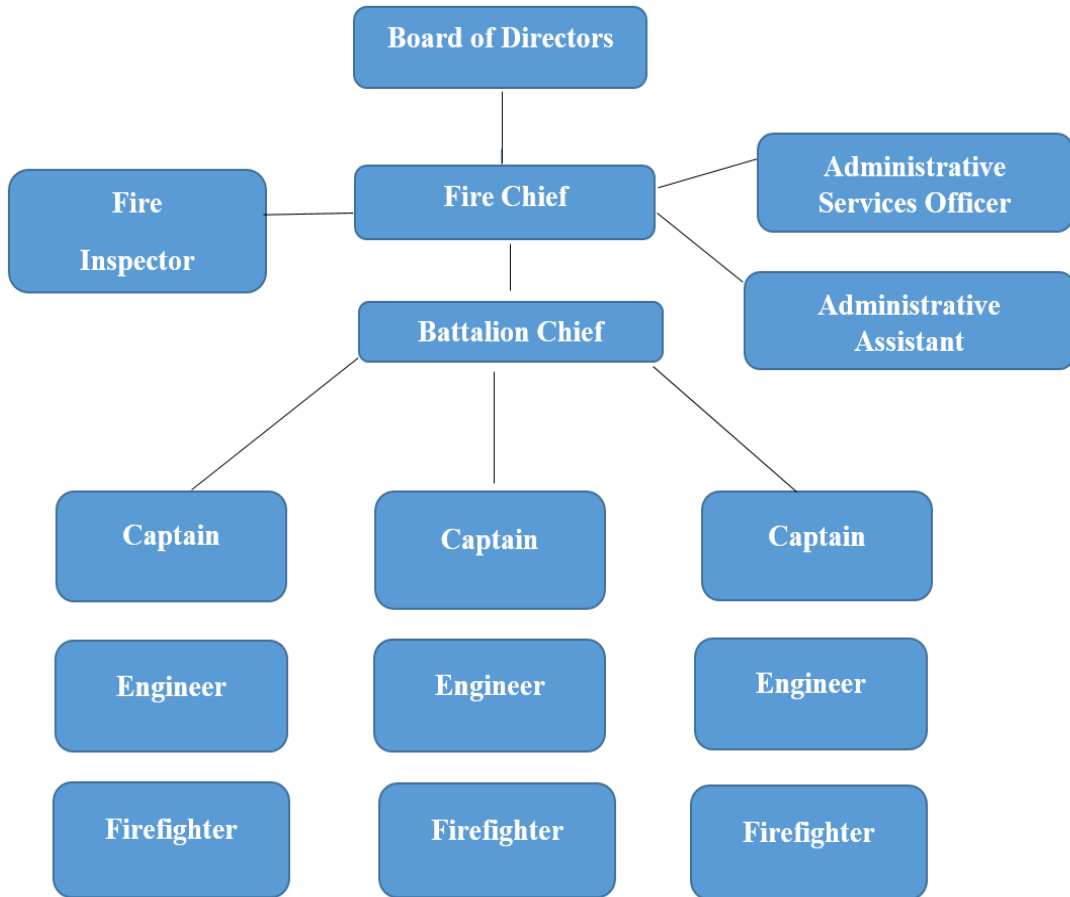 Board of Directors
Fire Chief
Fire
Inspector
Administrative
Services Officer
Administrative
Assistant
Battalion Chief
Captain
Captain
Captain
Engineer
Engineer
Engineer
Firefighter
Firefighter
Firefighter